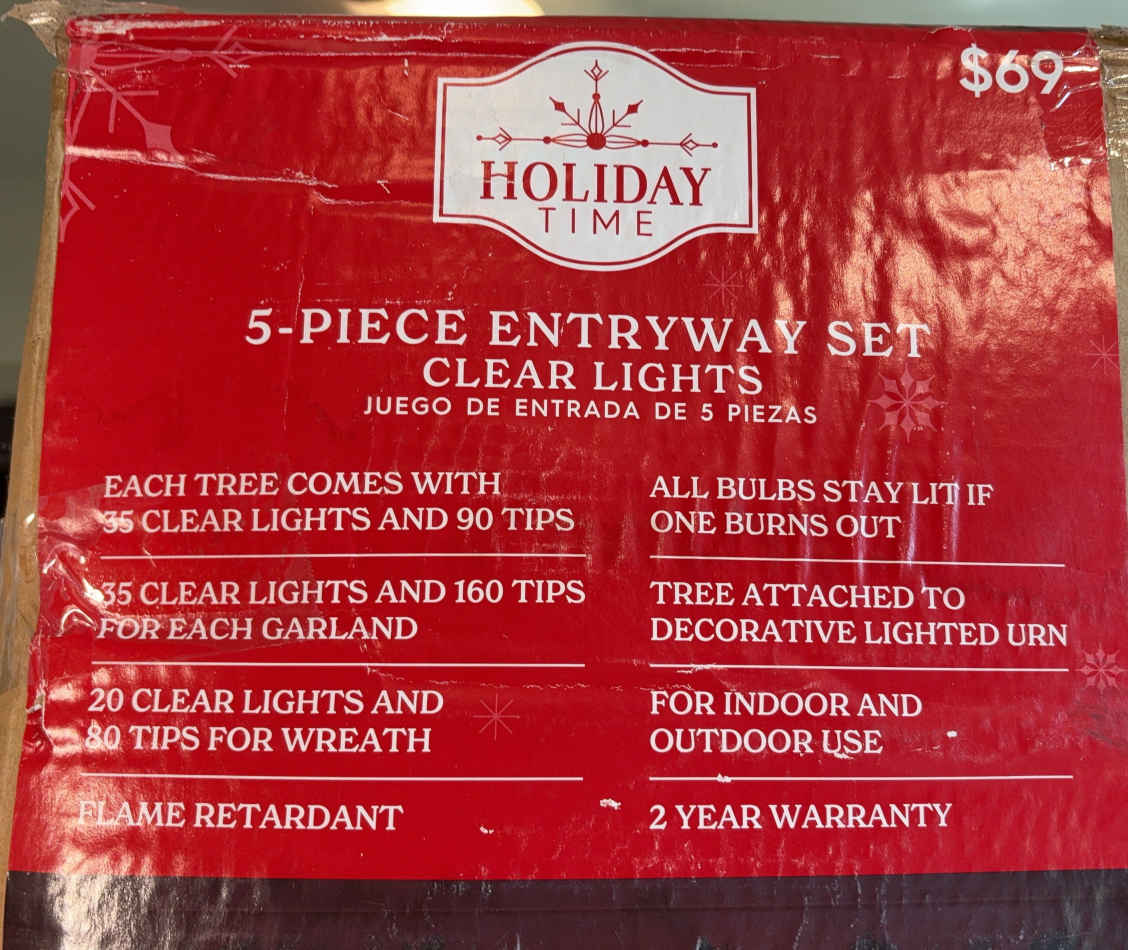 $69
HOLIDAY
TIME
5-PIECE ENTRYWAY SET
CLEAR LIGHTS
JUEGO DE ENTRADA DE 5 PIEZAS
EACH TREE COMES WITH
35 CLEAR LIGHTS AND 90 TIPS
35 CLEAR LIGHTS AND 160 TIPS
FOR EACH GARLAND
20 CLEAR LIGHTS AND
80 TIPS FOR WREATH
FLAME RETARDANT
ALL BULBS STAY LIT IF
ONE BURNS OUT
TREE ATTACHED TO
DECORATIVE LIGHTED URN
FOR INDOOR AND
OUTDOOR USE
2 YEAR WARRANTY